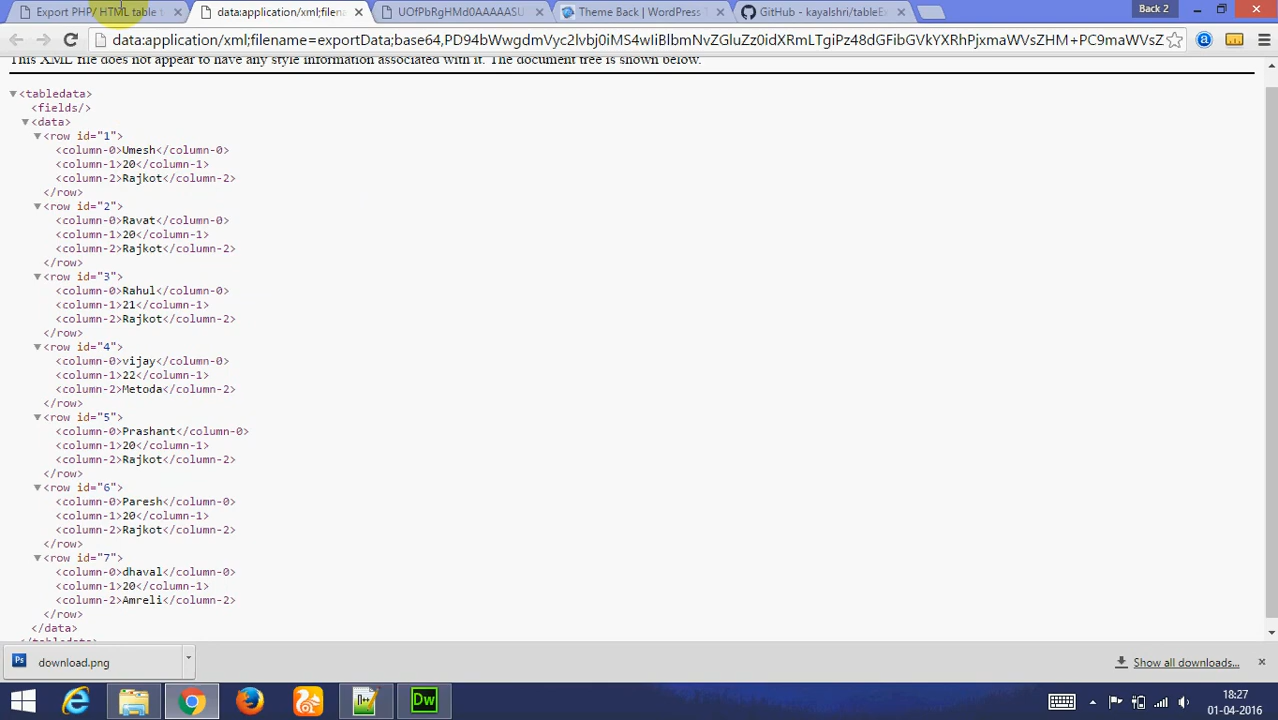 Export PHP/ HTML table t
data:application/xml;filena
UOfPbRgHMd0AAAAASU
Theme Back | WordPress T
GitHub - kayalshri/tableE
Back 2
data:application/xml;filename=exportData;base64,PD94bWwgdmVyc2lvbj0iMS4wIiBlbmNvZGluZz0idXRmLTgiPz48dGFibGVkYXRhPjxmaWVsZHM+PC9maWVsZ
This XML file does not appear to have any style information associated with it. The document tree is shown below.
<tabledata>
<fields/>
<data>
<row id="1">
<column-0>Umesh</column-0>
<column-1>20</column-1>
<column-2>Rajkot</column-2>
</row>
<row id="2">
<column-0>Ravat</column-0>
<column-1>20</column-1>
<column-2>Rajkot</column-2>
</row>
<row id="3">
<column-0>Rahul</column-0>
<column-1>21</column-1>
<column-2>Rajkot</column-2>
</row>
<row id="4">
<column-0>vijay</column-0>
<column-1>22</column-1>
<column-2>Metoda</column-2>
</row>
<row id="5">
<column-0>Prashant</column-0>
<column-1>20</column-1>
<column-2>Rajkot</column-2>
</row>
<row id="6">
<column-0>Paresh</column-0>
<column-1>20</column-1>
<column-2>Rajkot</column-2>
</row>
<row id="7">
<column-0>dhaval</column-0>
<column-1>20</column-1>
<column-2>Amreli</column-2>
</row>
</data>
</tabledata>
Ps download.png
Show all downloads...
Dw
18:27
01-04-2016